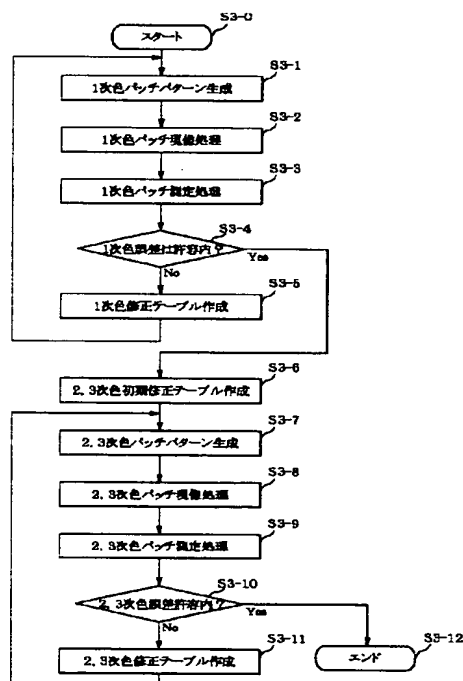 S3-0
スタート
S3-1
1次色パッチパターン生成
S3-2
1次色パッチ現像処理
S3-3
1次色パッチ測定処理
S3-4
1次色誤差は許容内?
Yes
No
S3-5
1次色修正テーブル作成
S3-6
2,3次色初期修正テーブル作成
S3-7
2,3次色パッチパターン生成
S3-8
2,3次色パッチ現像処理
S3-9
2,3次色パッチ測定処理
S3-10
2,3次色誤差許容内?
Yes
No
S3-11
2,3次色修正テーブル作成
S3-12
エンド